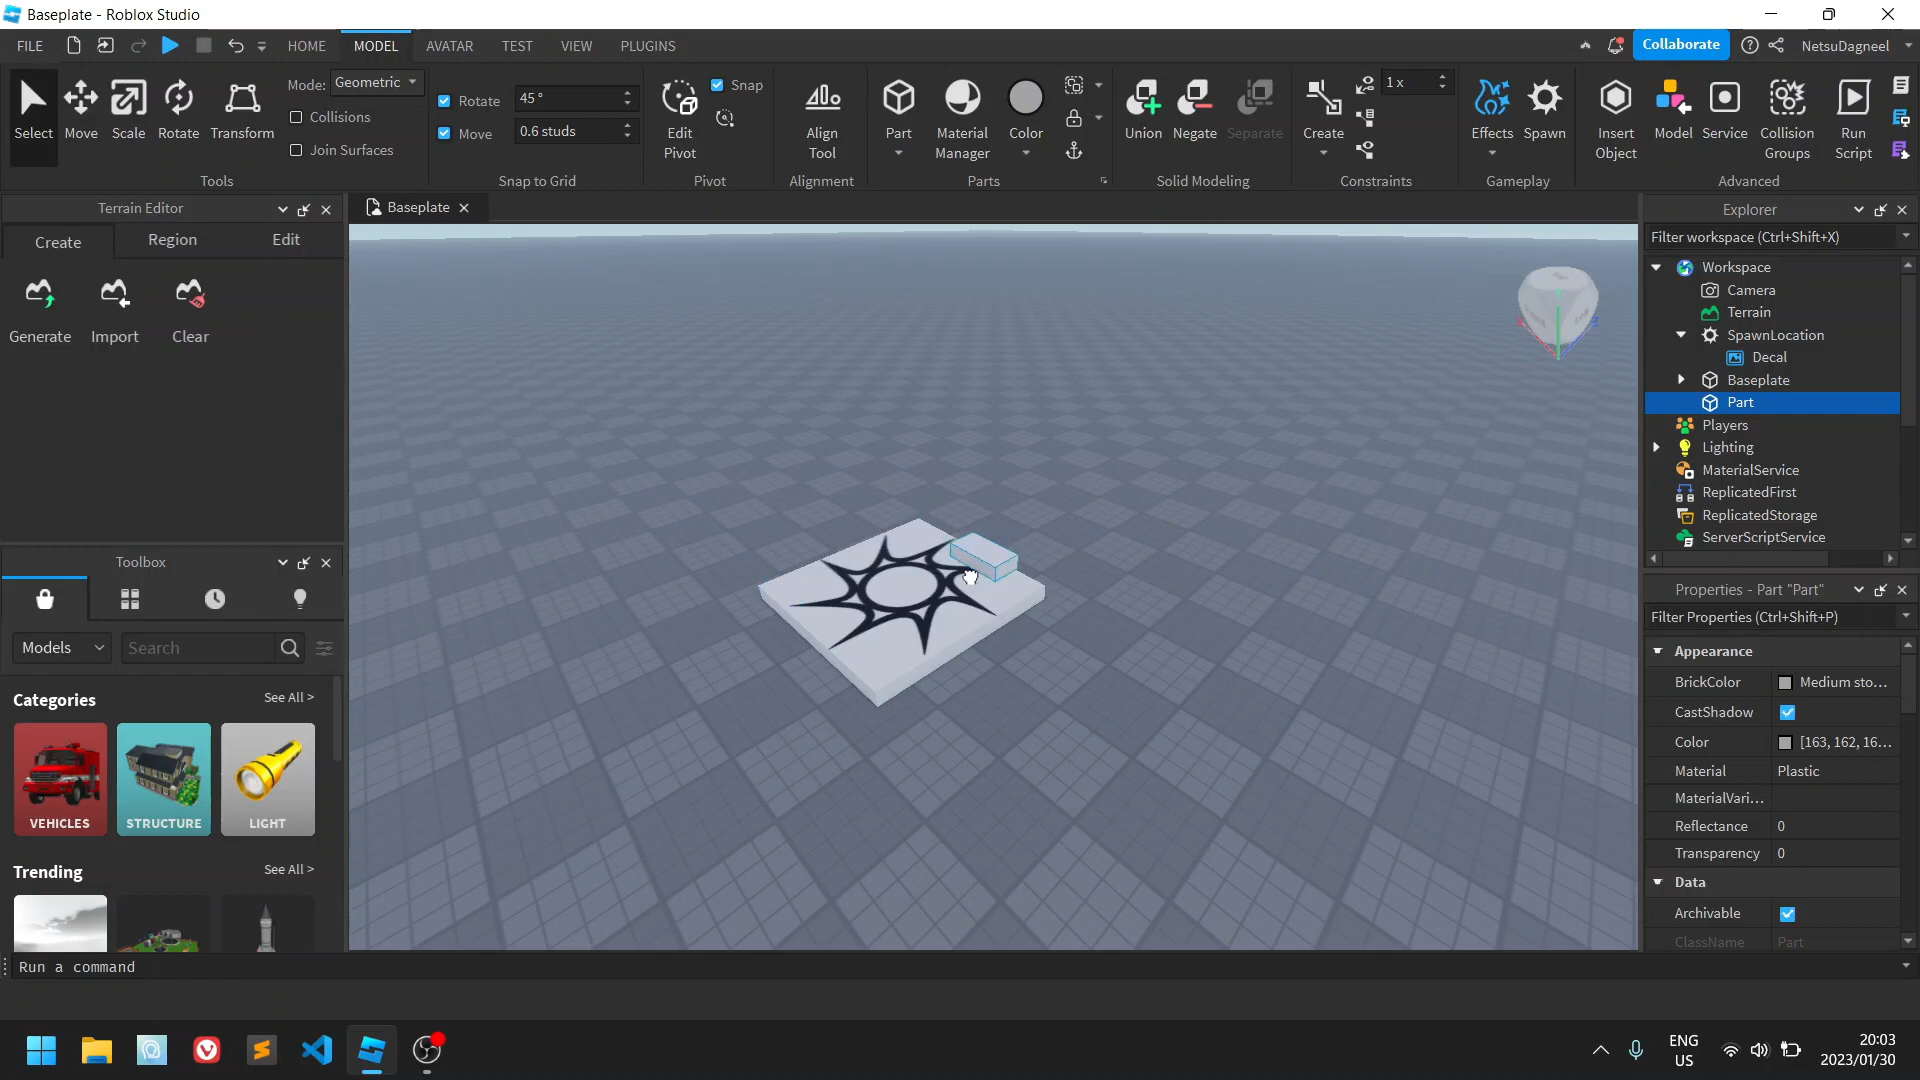 Baseplate - Roblox Studio
FILE HOME MODEL AVATAR TEST VIEW PLUGINS Collaborate NetsuDagneel
Select Move Scale Rotate Transform
Mode: Geometric
Collisions
Join Surfaces
Tools
Rotate 45 °
Move 0.6 studs
Snap to Grid
Edit Pivot
Snap
Pivot
Align Tool
Alignment
Part
Material Manager
Color
Parts
Union Negate Separate
Solid Modeling
Create
1 x
Constraints
Effects Spawn
Gameplay
Insert Object
Model
Service
Collision Groups
Run Script
Advanced
Terrain Editor
Create Region Edit
Generate Import Clear
Toolbox
Models Search
Categories See All >
VEHICLES STRUCTURE LIGHT
Trending See All >
Baseplate
Y
Explorer
Filter workspace (Ctrl+Shift+X)
Workspace
Camera
Terrain
SpawnLocation
Decal
Baseplate
Part
Players
Lighting
MaterialService
ReplicatedFirst
ReplicatedStorage
ServerScriptService
Properties - Part "Part"
Filter Properties (Ctrl+Shift+P)
Appearance
BrickColor Medium sto...
CastShadow
Color [163, 162, 16...
Material Plastic
MaterialVari...
Reflectance 0
Transparency 0
Data
Archivable
ClassName Part
Run a command
ENG
US
20:03
2023/01/30